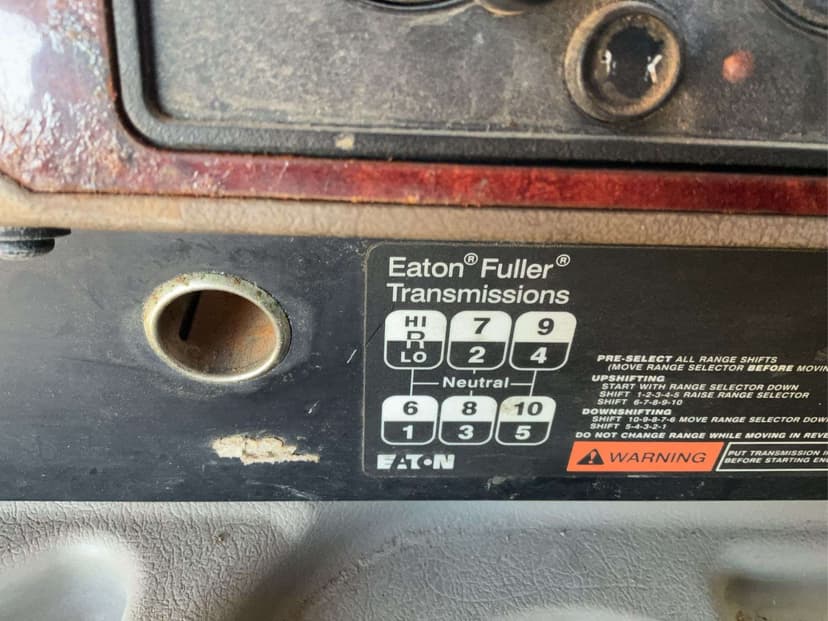 Eaton® Fuller®
Transmissions
HI 7 9
R
LO 2 4
Neutral
6 8 10
1 3 5
EATON
PRE-SELECT ALL RANGE SHIFTS
(MOVE RANGE SELECTOR BEFORE
UPSHIFTING
START WITH RANGE SELECTOR DOWN
SHIFT 1-2-3-4-5 RAISE RANGE SELECTOR
SHIFT 6-7-8-9-10
DOWNSHIFTING
SHIFT 10-9-8-7-6 MOVE RANGE SELECTOR
SHIFT 5-4-3-2-1
DO NOT CHANGE RANGE WHILE MOVING IN
WARNING
PUT TRANSMISSION
BEFORE STARTING